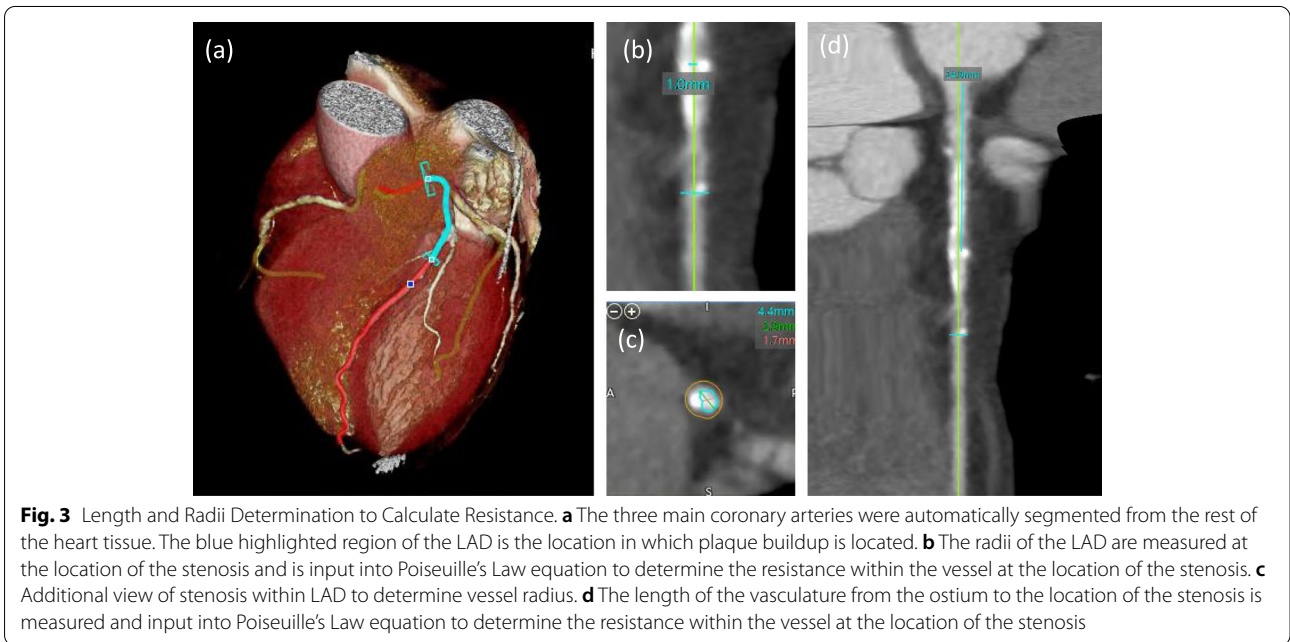 (a)
(b)
1.0mm
(c)
I
4.4mm
1.7mm
A
S
(d)
Fig. 3 Length and Radii Determination to Calculate Resistance. a The three main coronary arteries were automatically segmented from the rest of
the heart tissue. The blue highlighted region of the LAD is the location in which plaque buildup is located. b The radii of the LAD are measured at
the location of the stenosis and is input into Poiseuille's Law equation to determine the resistance within the vessel at the location of the stenosis. c
Additional view of stenosis within LAD to determine vessel radius. d The length of the vasculature from the ostium to the location of the stenosis is
measured and input into Poiseuille's Law equation to determine the resistance within the vessel at the location of the stenosis